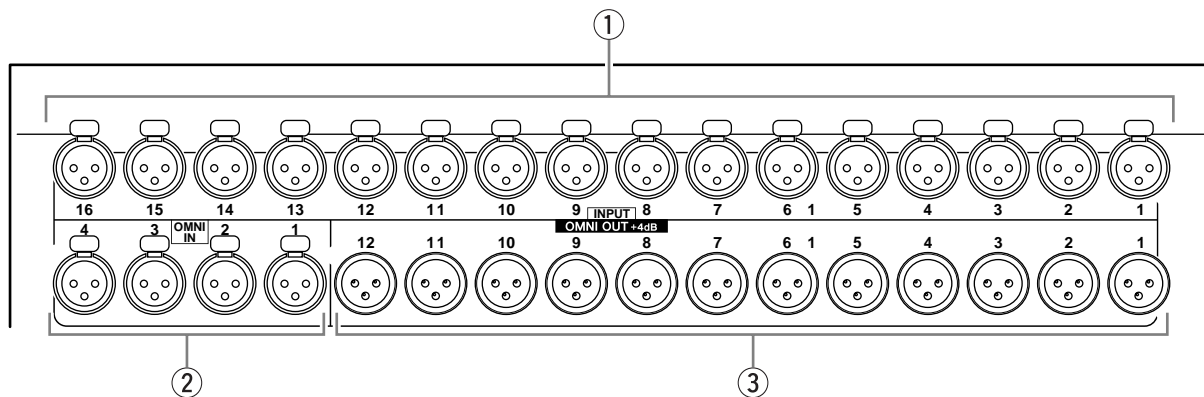 1
16 15 14 13 12 11 10 9 8 7 6 1 5 4 3 2 1
INPUT
OMNI OUT +4dB
4 3 OMNI IN 2 1
12 11 10 9 8 7 6 1 5 4 3 2 1
2 3